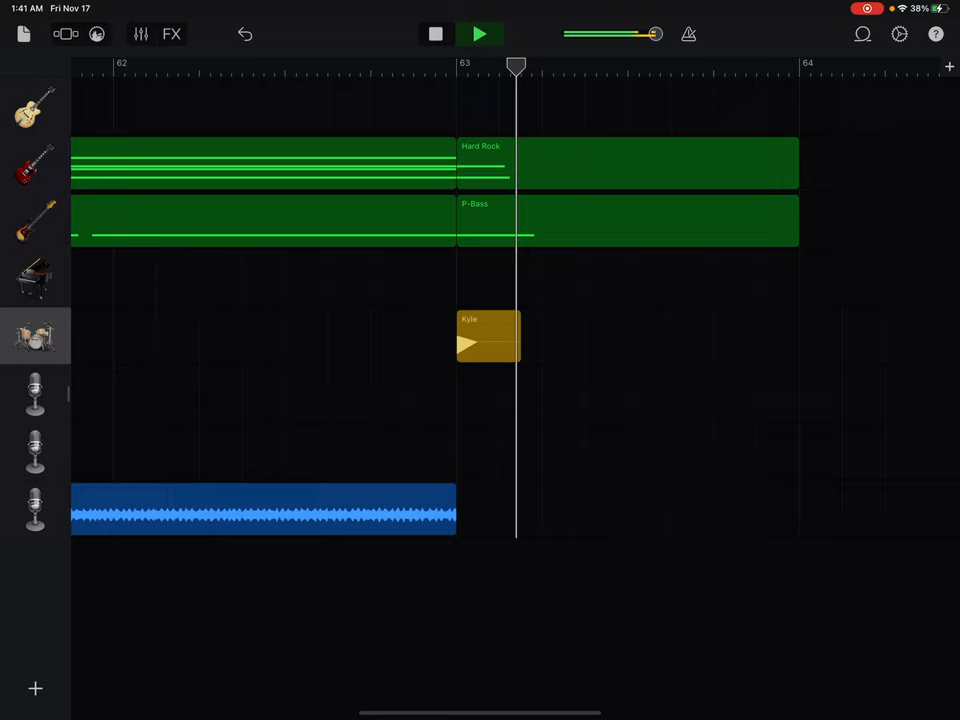 1:41 AM Fri Nov 17
38%
FX
?
62
63
64
Hard Rock
P-Bass
Kyle